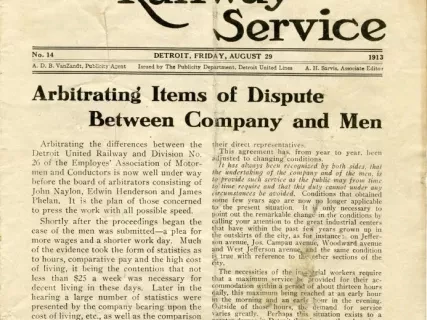 Railway
Service
No. 14 DETROIT, FRIDAY, AUGUST 29 1913
A. D. B. VanZandt, Publicity Agent Issued by The Publicity Department, Detroit United Lines A. H. Sarvis, Associate Editor
Arbitrating Items of Dispute
Between Company and Men
Arbitrating the differences between the
Detroit United Railway and Division No.
26 of the Employes' Association of Motor-
men and Conductors is now well under way
before the board of arbitrators consisting of
John Naylon, Edwin Henderson and James
Phelan. It is the plan of those concerned
to press the work with all possible speed.
Shortly after the proceedings began the
case of the men was submitted—a plea for
more wages and a shorter work day. Much
of the evidence took the form of statistics as
to hours, comparative pay and the high cost
of living, it being the contention that not
less than $25 a week was necessary for
decent living in these days. Later in the
hearing a large number of statistics were
presented by the company bearing upon the
cost of living, etc., as well as the comparison
their direct representatives.
This agreement has, from year to year, been
adjusted to changing conditions.
It has always been recognized by both sides, that
the undertaking of the company and of the men, is
to provide such service as the public may from time
to time require and that this duty cannot under any
circumstances be avoided. Conditions that obtained
some few years ago are now no longer applicable
to the present situation. It is only necessary to
point out the remarkable change in the conditions by
calling your attention to the great industrial centers
that have within the past few years grown up in
the outskirts of the city, as for instance: on Jeffer-
son avenue, Jos. Campau avenue, Woodward avenue
and West Jefferson avenue, and the same condition
is true with reference to the other sections of the
city.
The necessities of the industrial workers require
that a maximum service be provided for their ac-
commodation within a period of about thirteen hours
daily, this maximum being reached at an early hour
in the morning and an early hour in the evening.
Outside of those hours, the demand for service
varies greatly. Perhaps this situation exists to a